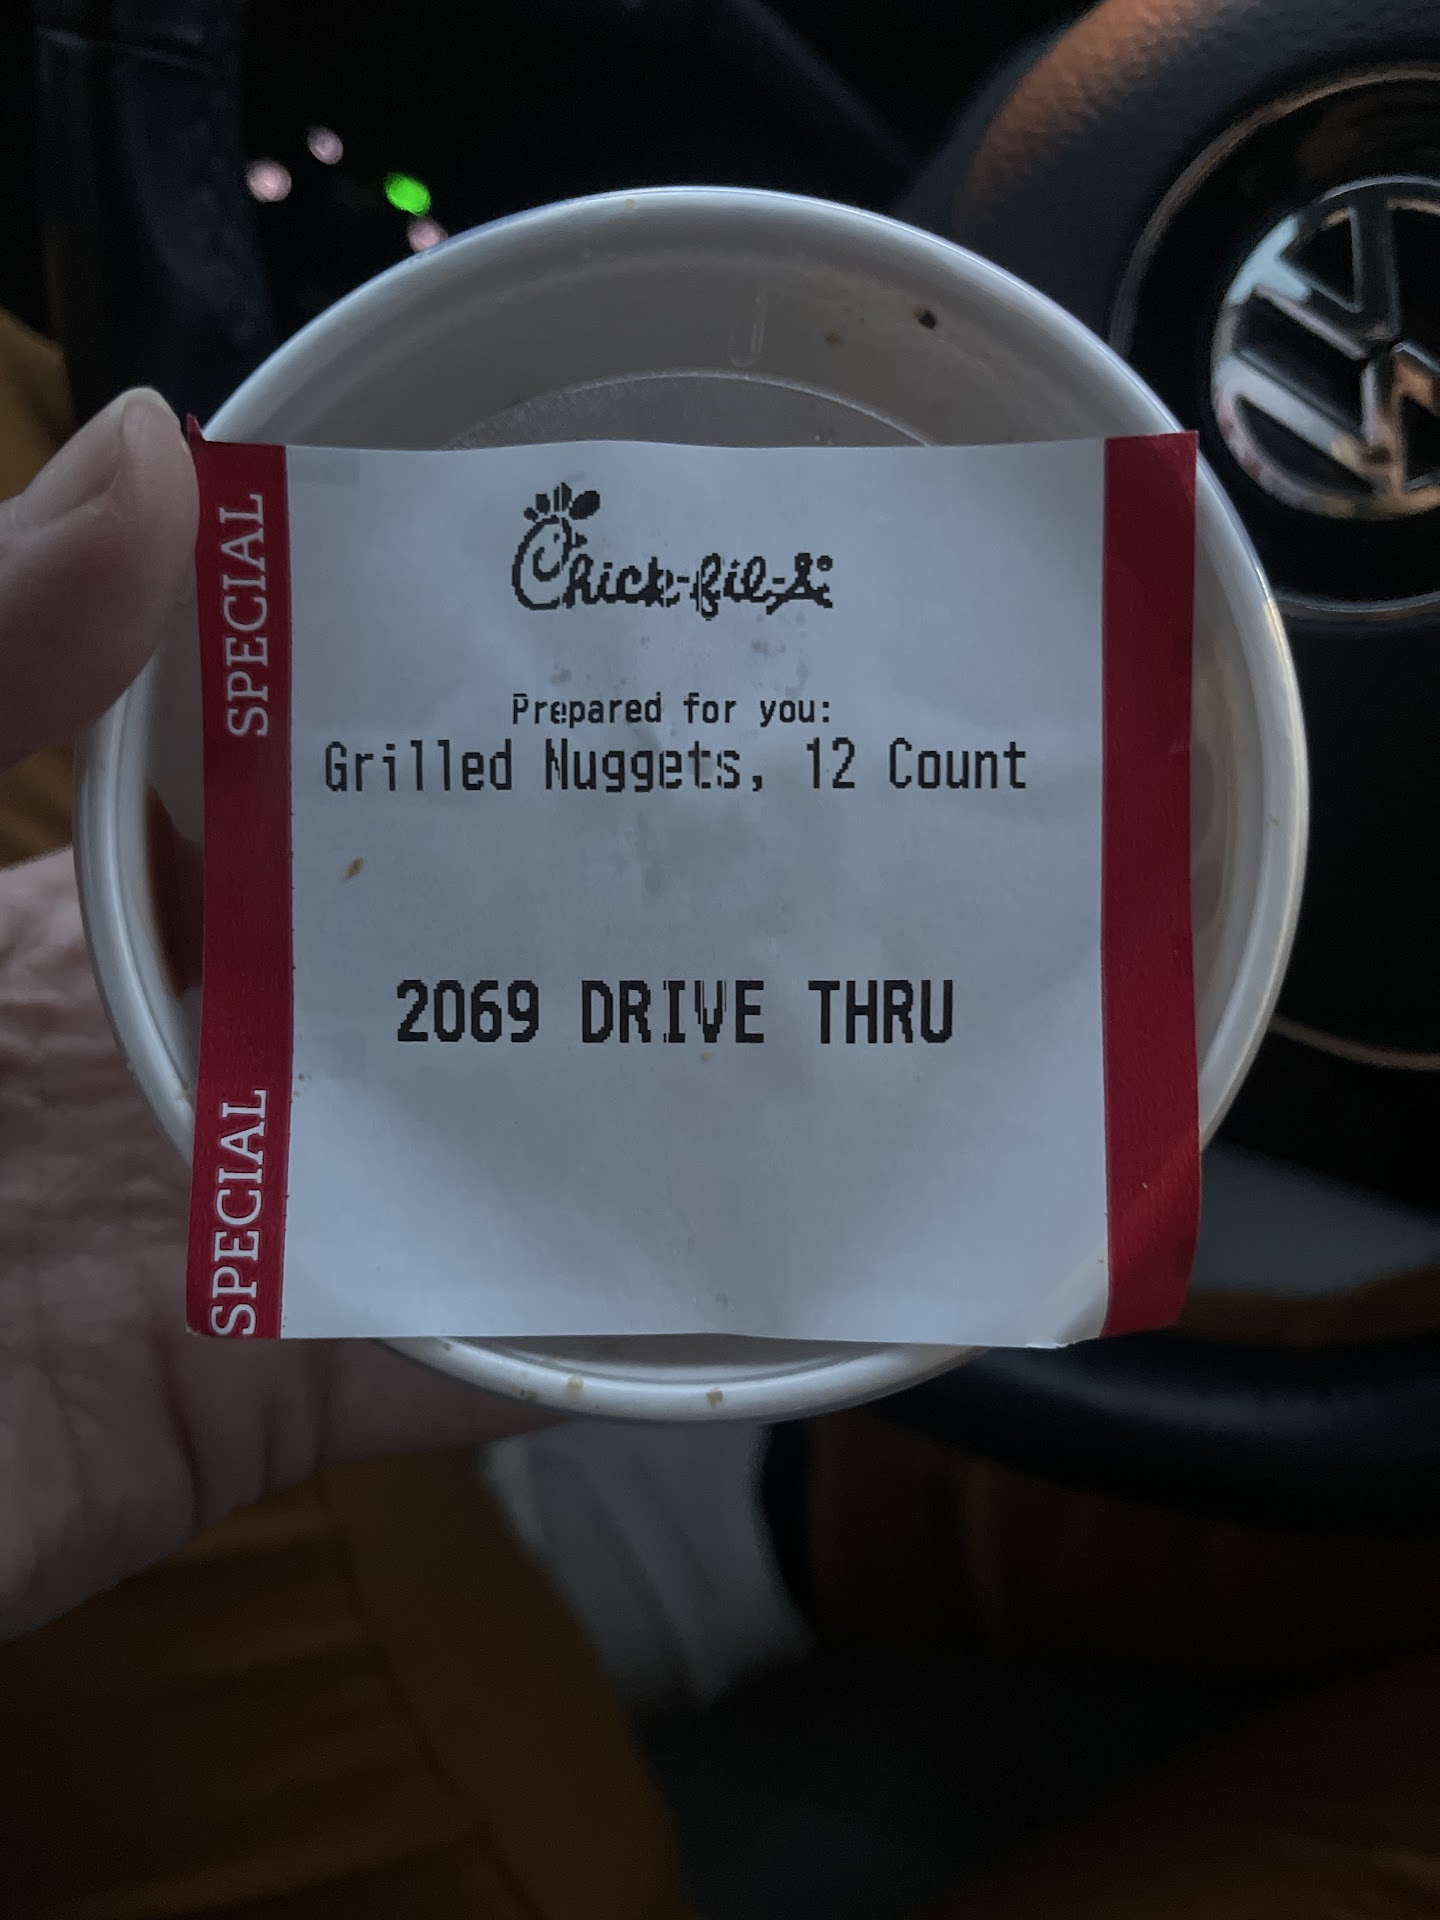 SPECIAL
SPECIAL
Chick-fil-A
Prepared for you:
Grilled Nuggets, 12 Count
2069 DRIVE THRU